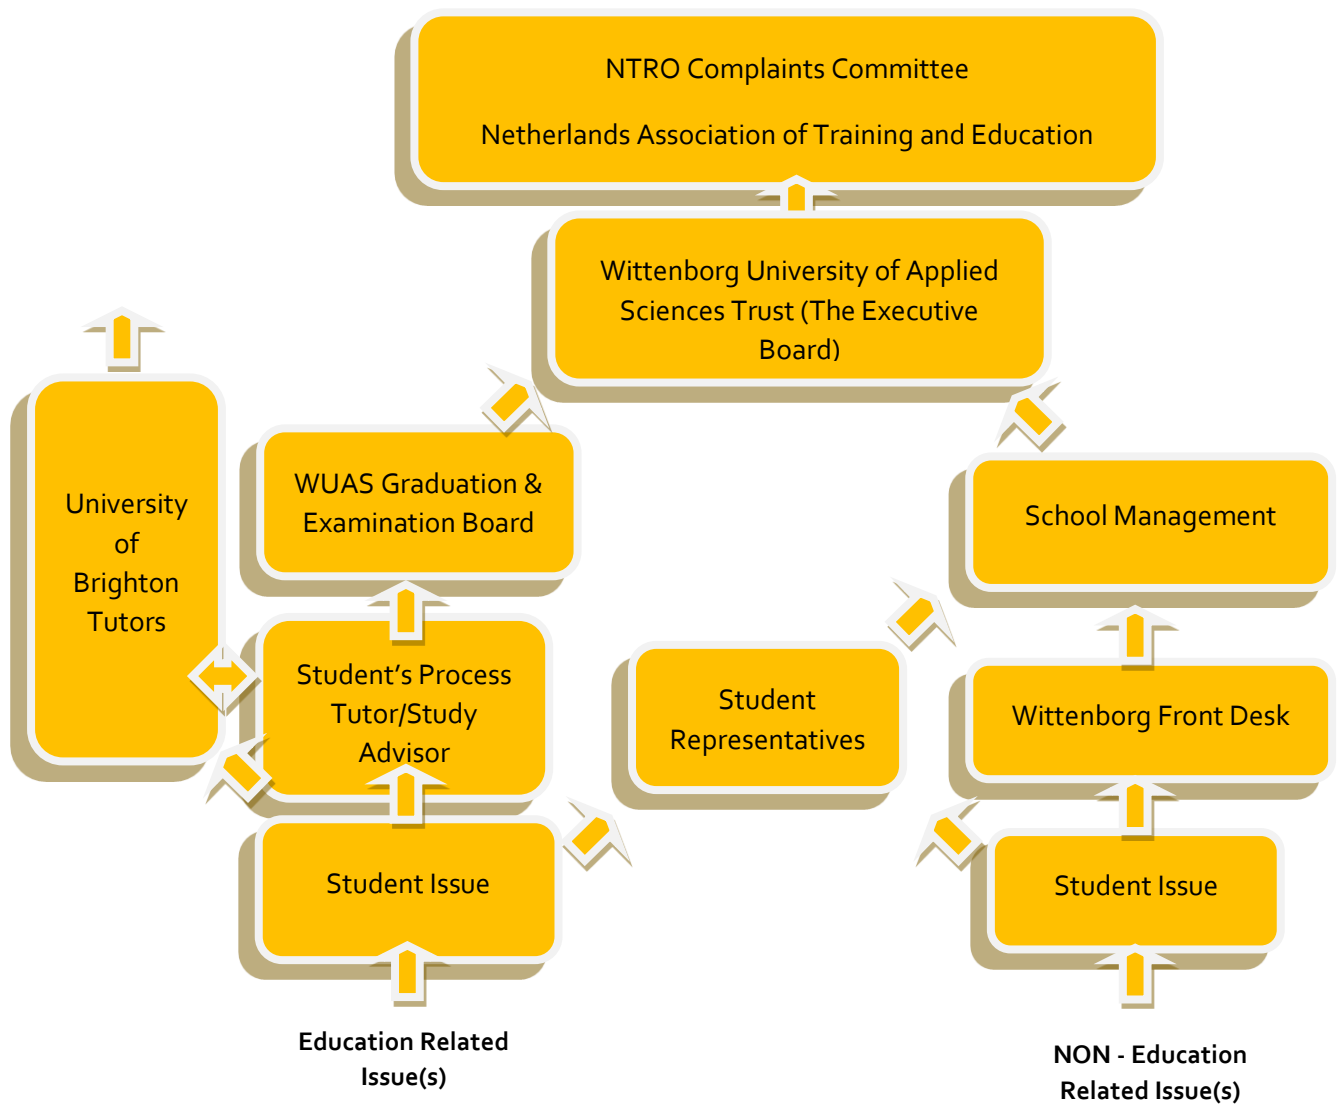 NTRO Complaints Committee
Netherlands Association of Training and Education
Wittenborg University of Applied
Sciences Trust (The Executive
Board)
University
of
Brighton
Tutors
WUAS Graduation &
Examination Board
School Management
Student's Process
Tutor/Study
Advisor
Student
Representatives
Wittenborg Front Desk
Student Issue
Student Issue
Education Related
Issue(s)
NON - Education
Related Issue(s)